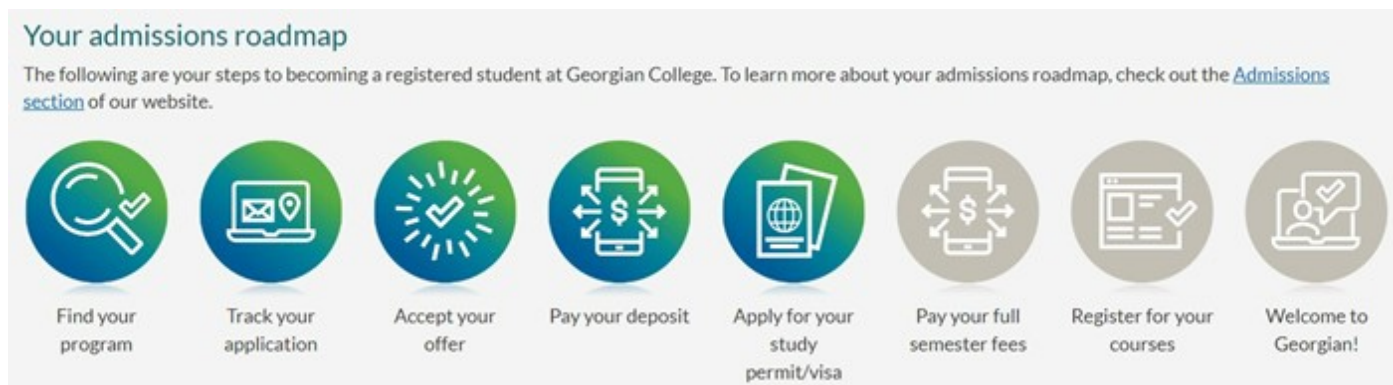 Your admissions roadmap
The following are your steps to becoming a registered student at Georgian College. To learn more about your admissions roadmap, check out the Admissions
section of our website.
$
$
Find your
program
Track your
application
Accept your
offer
Pay your deposit
Apply for your
study
permit/visa
Pay your full
semester fees
Register for your
courses
Welcome to
Georgian!